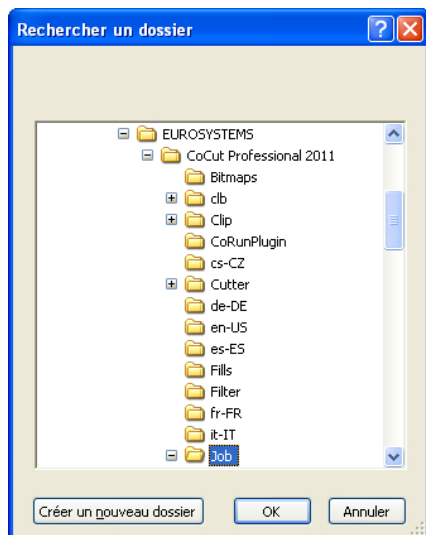 Rechercher un dossier
EUROSYSTEMS
CoCut Professional 2011
Bitmaps
clb
Clip
CoRunPlugin
cs-CZ
Cutter
de-DE
en-US
es-ES
Fills
Filter
fr-FR
it-IT
Job
Créer un nouveau dossier OK Annuler